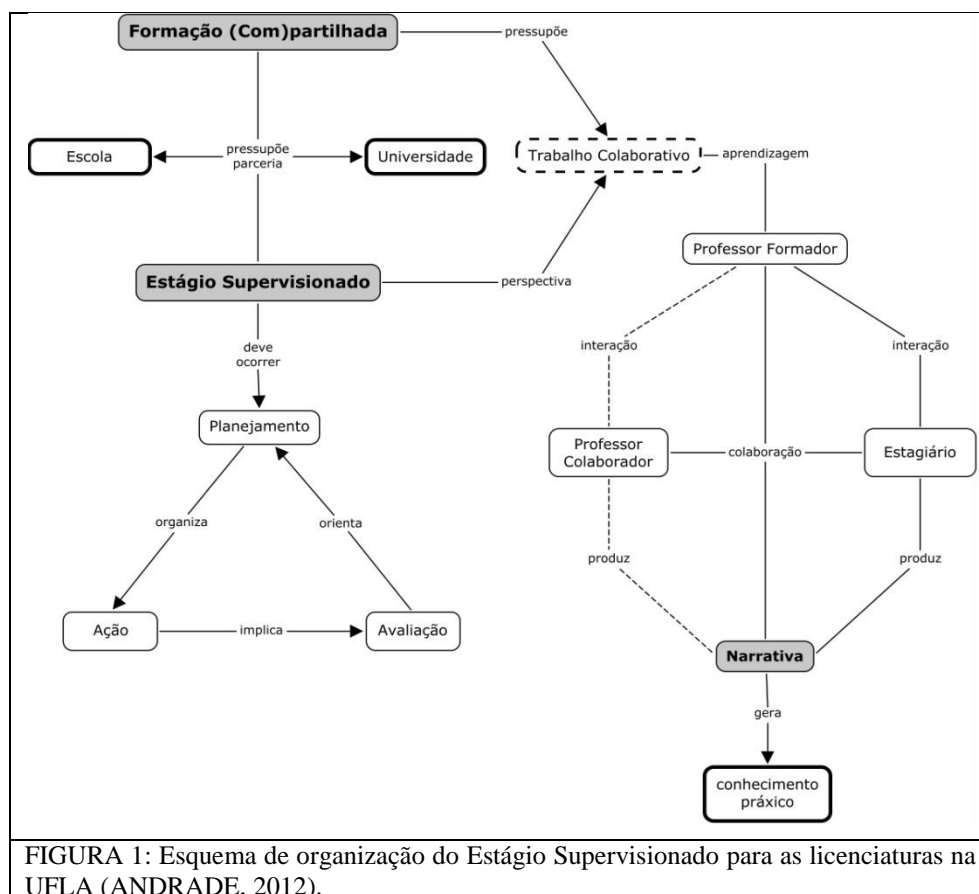 Formação (Com)partilhada
pressupõe
Escola
pressupõe
parceria
Universidade
Trabalho Colaborativo
aprendizagem
Professor Formador
Estágio Supervisionado
perspectiva
deve
ocorrer
interação
interação
Planejamento
Professor
Colaborador
colaboração
Estagiário
organiza
orienta
produz
produz
Ação
implica
Avaliação
Narrativa
gera
conhecimento
práxico
FIGURA 1: Esquema de organização do Estágio Supervisionado para as licenciaturas na
UFLA (ANDRADE, 2012).